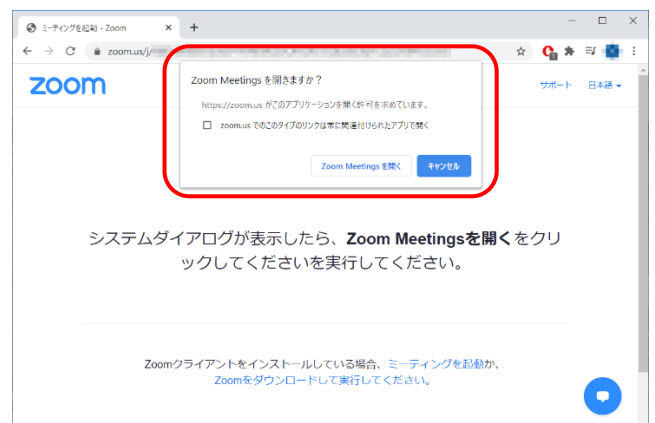 ミーティングを起動 - Zoom
zoom.us/j/
zoom
サポート 日本語
Zoom Meetings を開きますか？
https://zoom.us がこのアプリケーションを開く許可を求めています。
zoom.us でのこのタイプのリンクは常に関連付けられたアプリで開く
Zoom Meetings を開く キャンセル
システムダイアログが表示したら、Zoom Meetingsを開くをクリ
ックしてくださいを実行してください。
Zoomクライアントをインストールしている場合、ミーティングを起動か、
Zoomをダウンロードして実行してください。